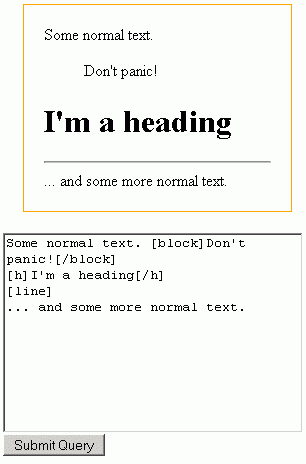 Some normal text.
Don't panic!
I'm a heading
... and some more normal text.
Some normal text. [block]Don't
panic![/block]
[h]I'm a heading[/h]
[line]
... and some more normal text.
Submit Query